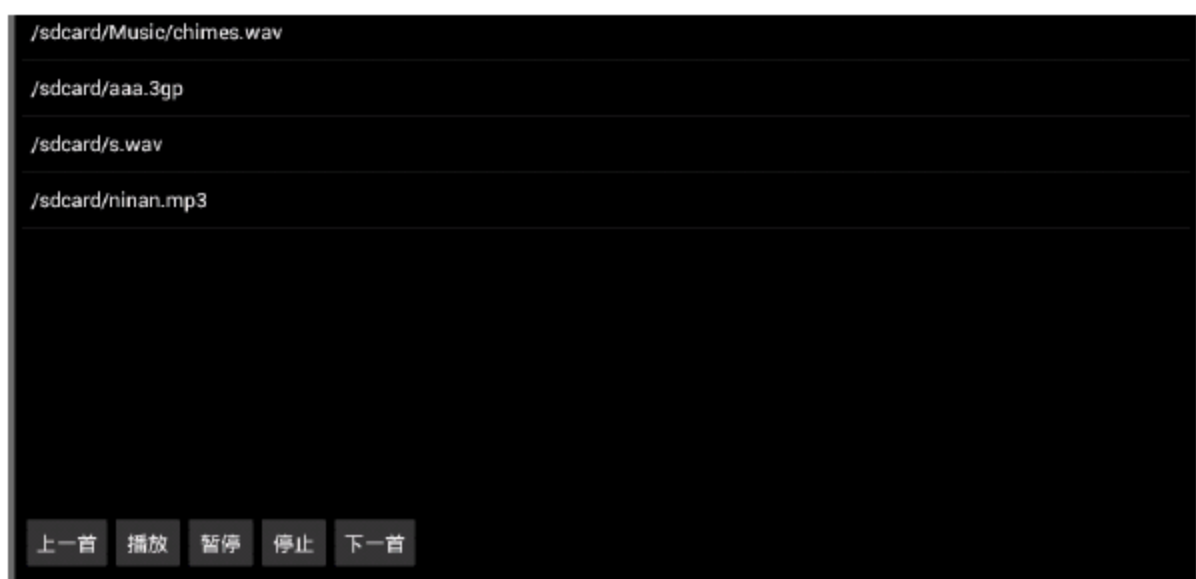 /sdcard/Music/chimes.wav
/sdcard/aaa.3gp
/sdcard/s.wav
/sdcard/ninan.mp3
上一首 播放 暂停 停止 下一首